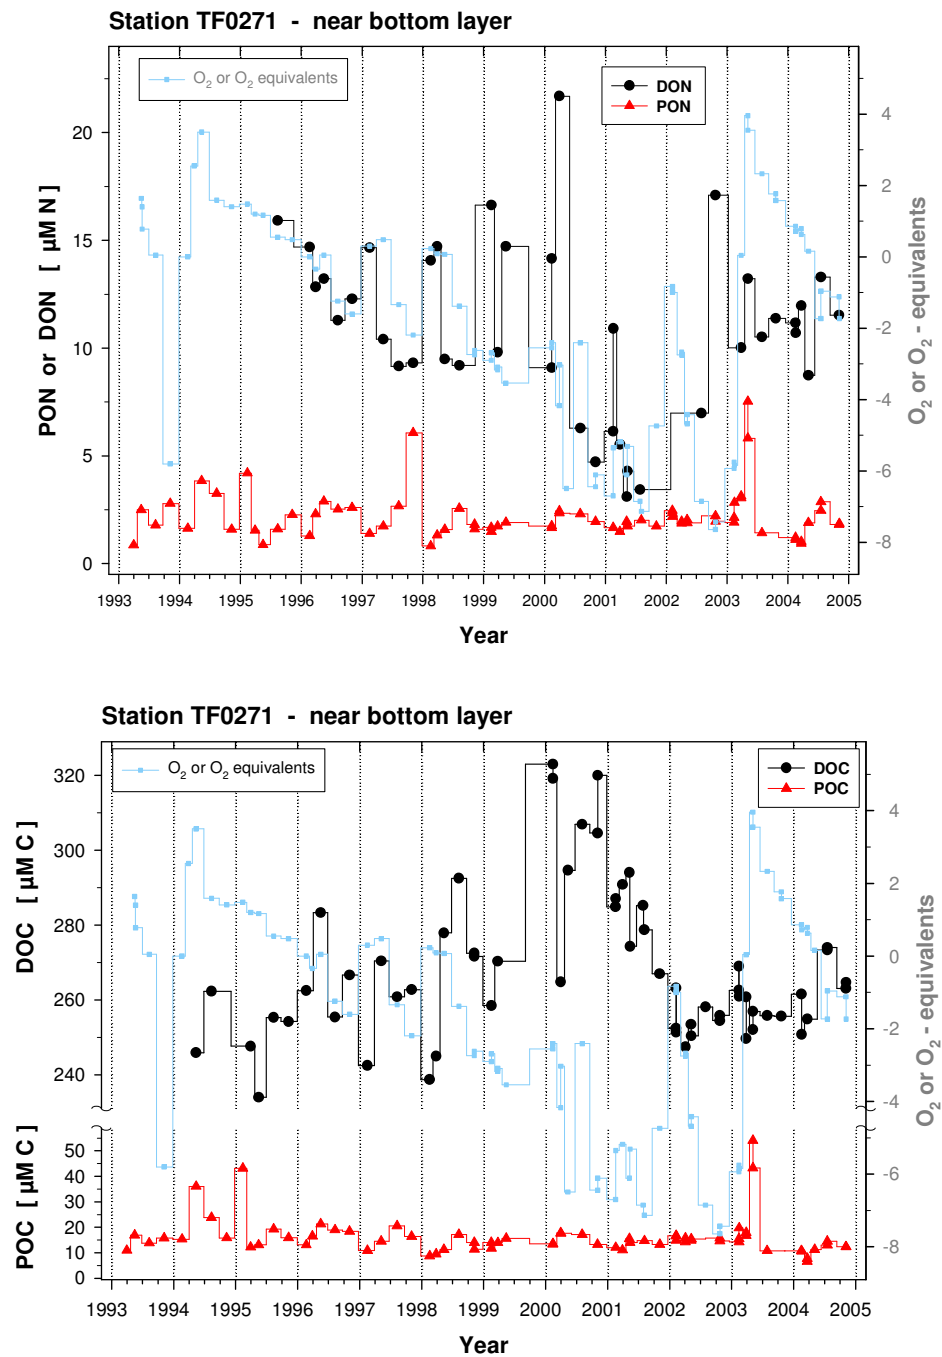 Station TF0271 - near bottom layer
O2 or O2 equivalents
DON
PON
20
15
10
5
0
PON or DON [ µM N ]
4
2
0
-2
-4
-6
-8
O2 or O2 - equivalents
1993 1994 1995 1996 1997 1998 1999 2000 2001 2002 2003 2004 2005
Year
Station TF0271 - near bottom layer
O2 or O2 equivalents
DOC
POC
320
300
280
260
240
DOC [ µM C ]
50
40
30
20
10
0
POC [ µM C ]
4
2
0
-2
-4
-6
-8
O2 or O2 - equivalents
1993 1994 1995 1996 1997 1998 1999 2000 2001 2002 2003 2004 2005
Year